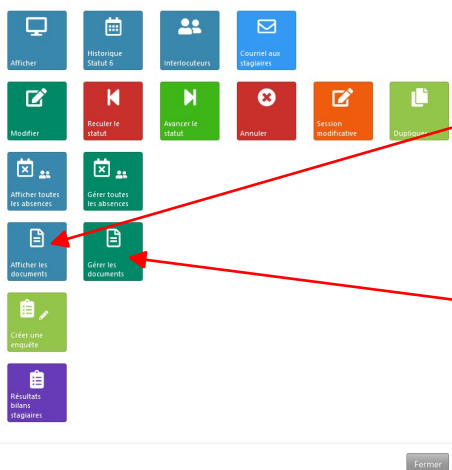 Afficher
Historique
Statut 6
Interlocuteurs
Courriel aux
stagiaires
Modifier
Reculer le
statut
Avancer le
statut
Annuler
Session
modificative
Dupliquer
Afficher toutes
les absences
Gérer toutes
les absences
Afficher les
documents
Gérer les
documents
Créer une
enquête
Résultats
bilans
stagiaires
Fermer